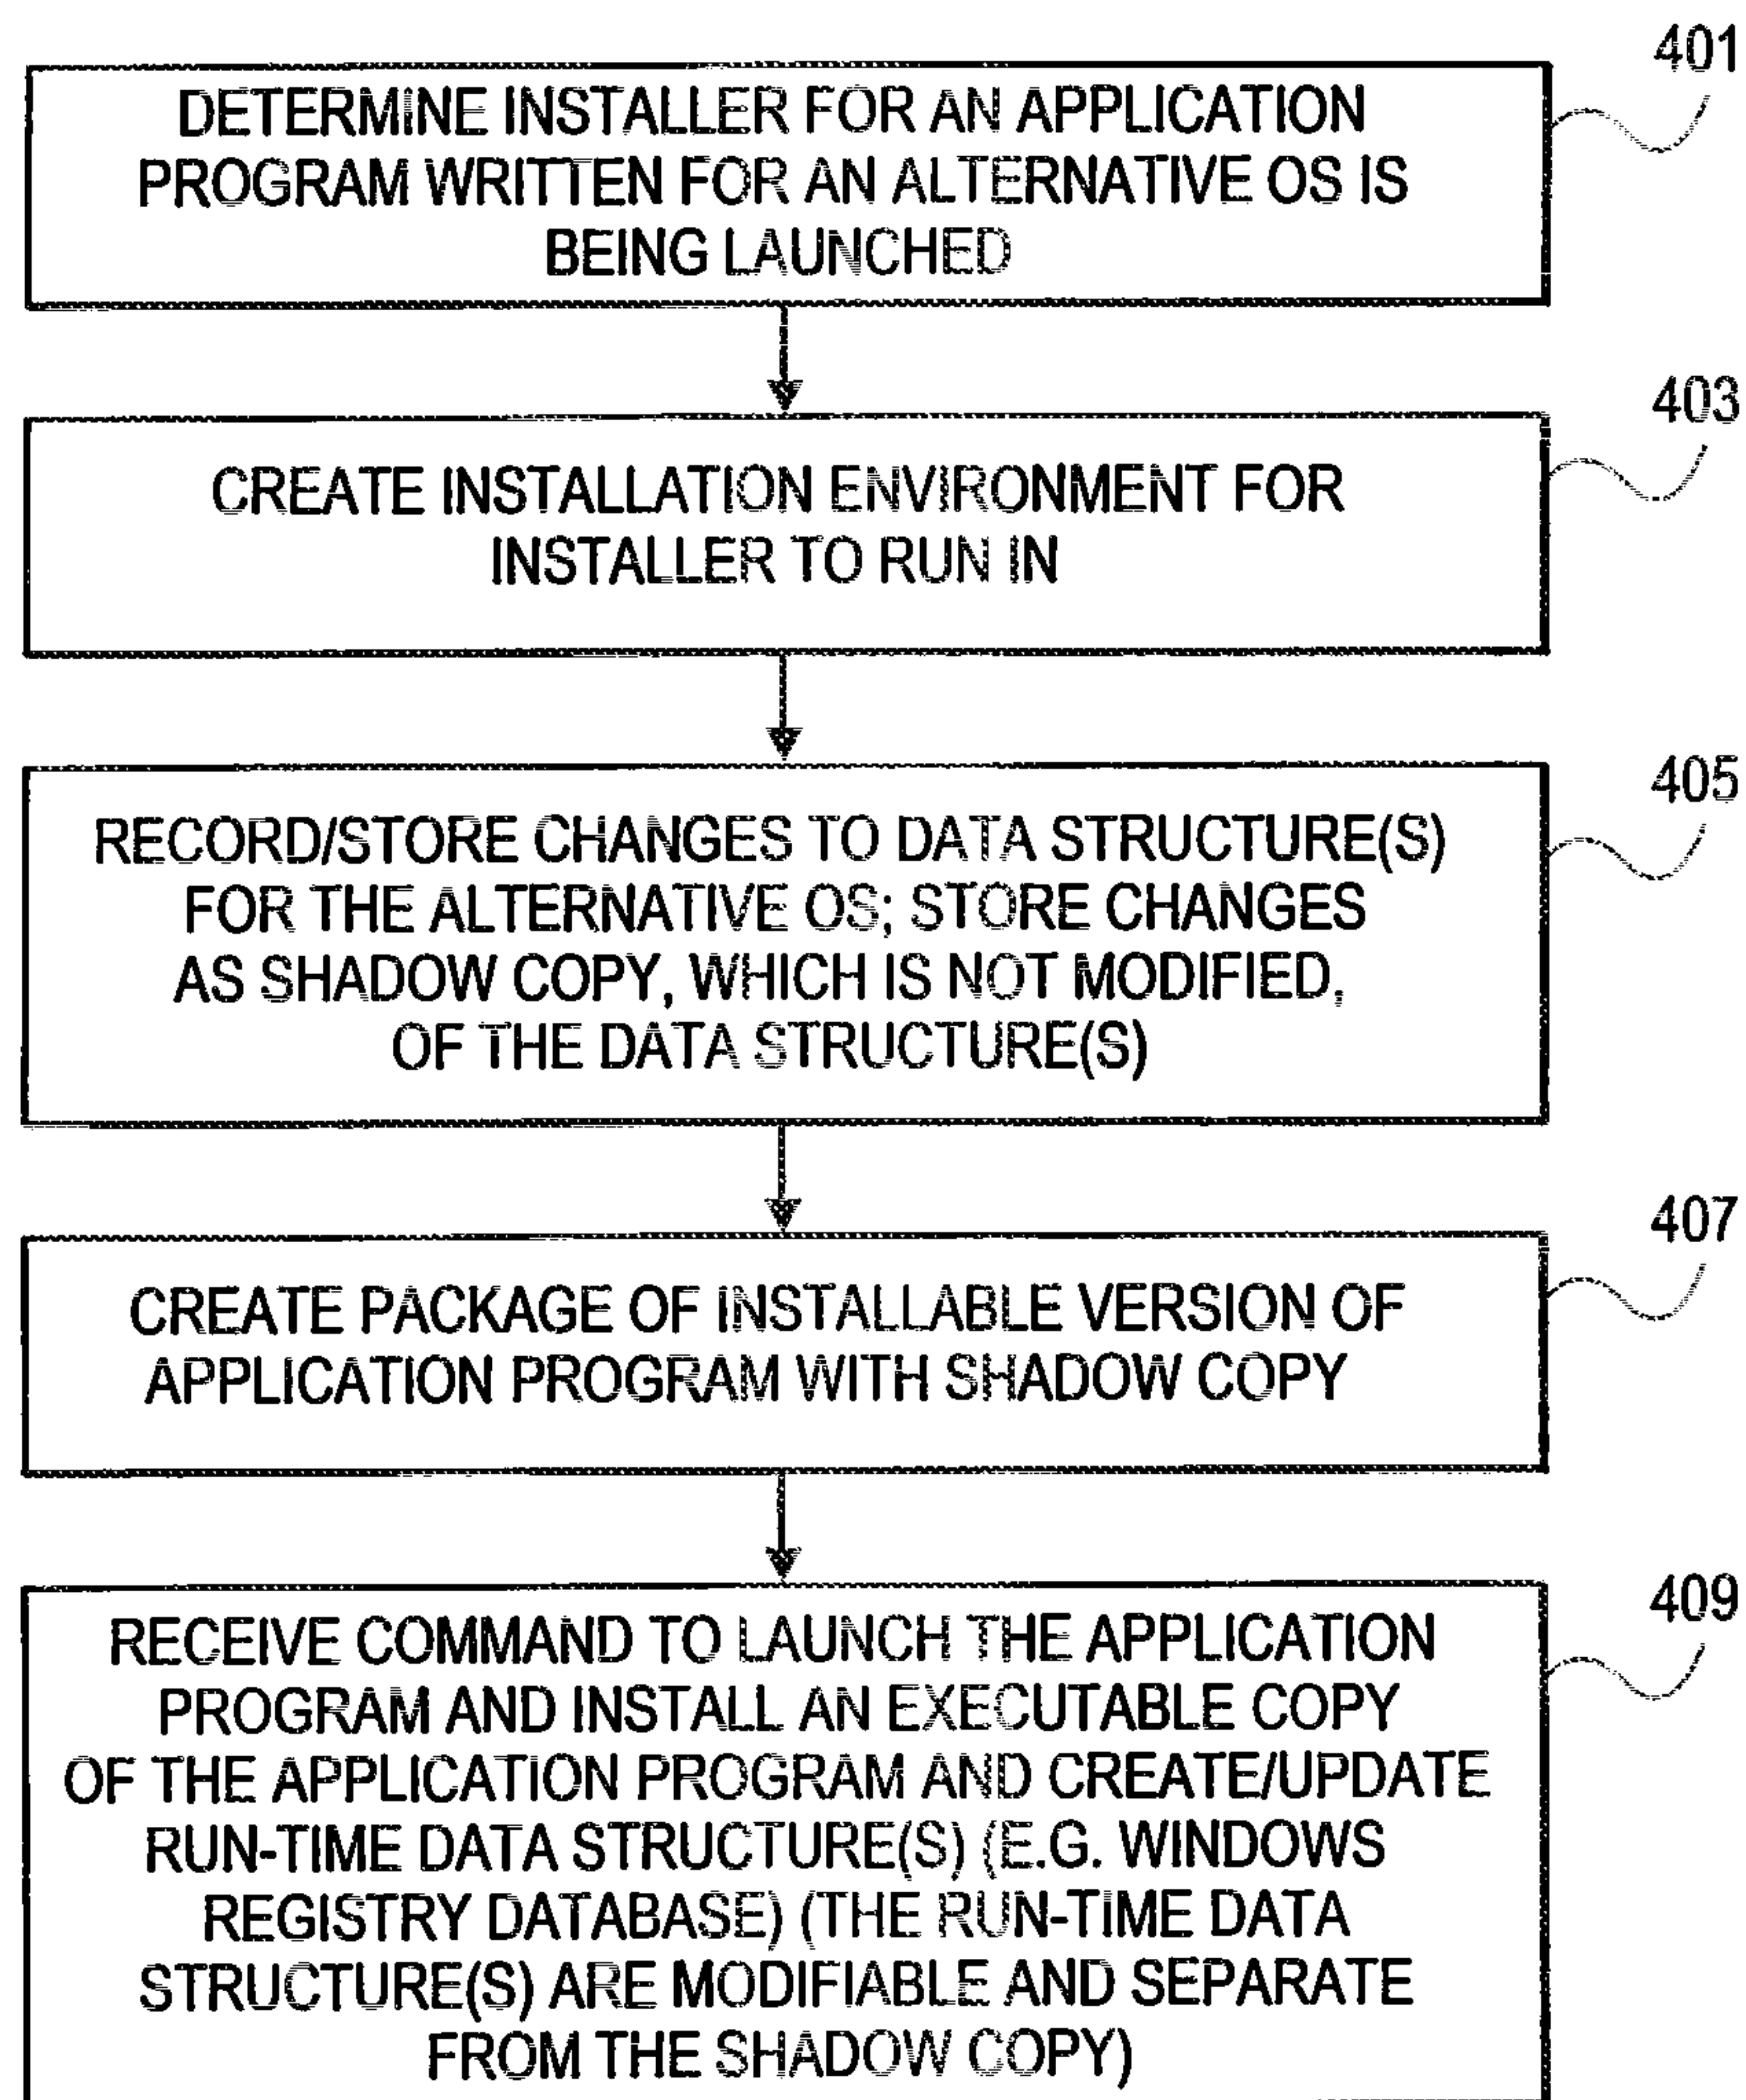 401
DETERMINE INSTALLER FOR AN APPLICATION
PROGRAM WRITTEN FOR AN ALTERNATIVE OS IS
BEING LAUNCHED
403
CREATE INSTALLATION ENVIRONMENT FOR
INSTALLER TO RUN IN
405
RECORD/STORE CHANGES TO DATA STRUCTURE(S)
FOR THE ALTERNATIVE OS; STORE CHANGES
AS SHADOW COPY, WHICH IS NOT MODIFIED,
OF THE DATA STRUCTURE(S)
407
CREATE PACKAGE OF INSTALLABLE VERSION OF
APPLICATION PROGRAM WITH SHADOW COPY
409
RECEIVE COMMAND TO LAUNCH THE APPLICATION
PROGRAM AND INSTALL AN EXECUTABLE COPY
OF THE APPLICATION PROGRAM AND CREATE/UPDATE
RUN-TIME DATA STRUCTURE(S) (E.G. WINDOWS
REGISTRY DATABASE) (THE RUN-TIME DATA
STRUCTURE(S) ARE MODIFIABLE AND SEPARATE
FROM THE SHADOW COPY)